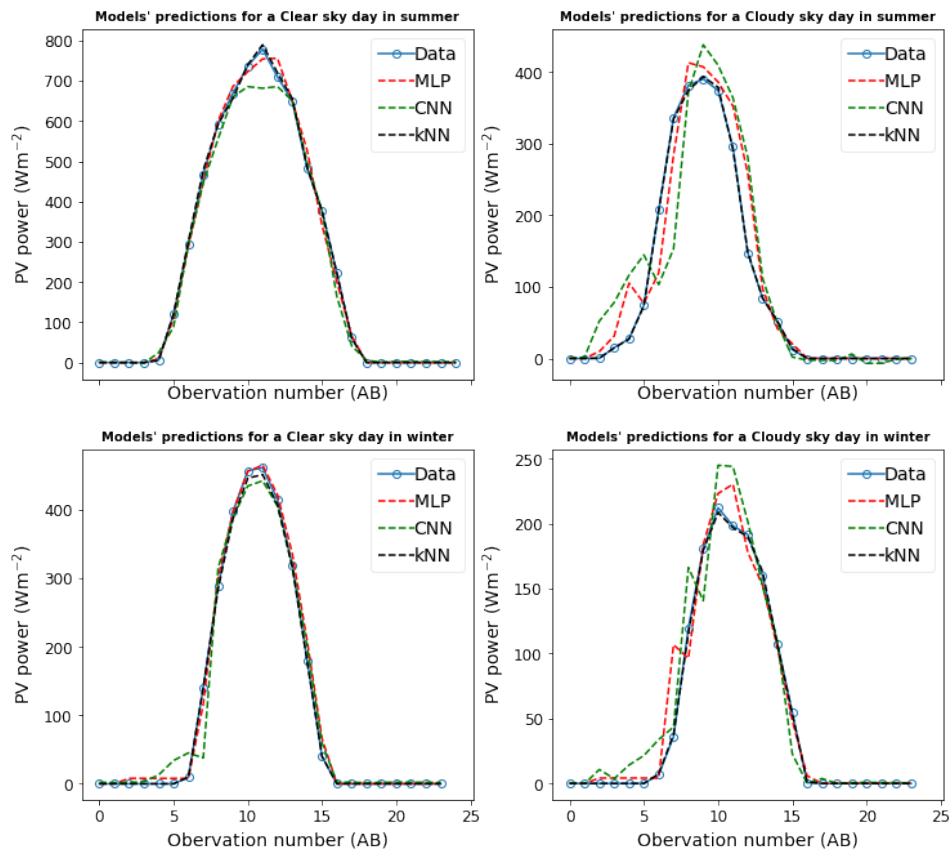 Models' predictions for a Clear sky day in summer
PV power (Wm⁻²)
800
700
600
500
400
300
200
100
0
Data
MLP
CNN
kNN
Obervation number (AB)
Models' predictions for a Cloudy sky day in summer
PV power (Wm⁻²)
400
300
200
100
0
Data
MLP
CNN
kNN
Obervation number (AB)
Models' predictions for a Clear sky day in winter
PV power (Wm⁻²)
400
300
200
100
0
Data
MLP
CNN
kNN
0 5 10 15 20 25
Obervation number (AB)
Models' predictions for a Cloudy sky day in winter
PV power (Wm⁻²)
250
200
150
100
50
0
Data
MLP
CNN
kNN
0 5 10 15 20 25
Obervation number (AB)